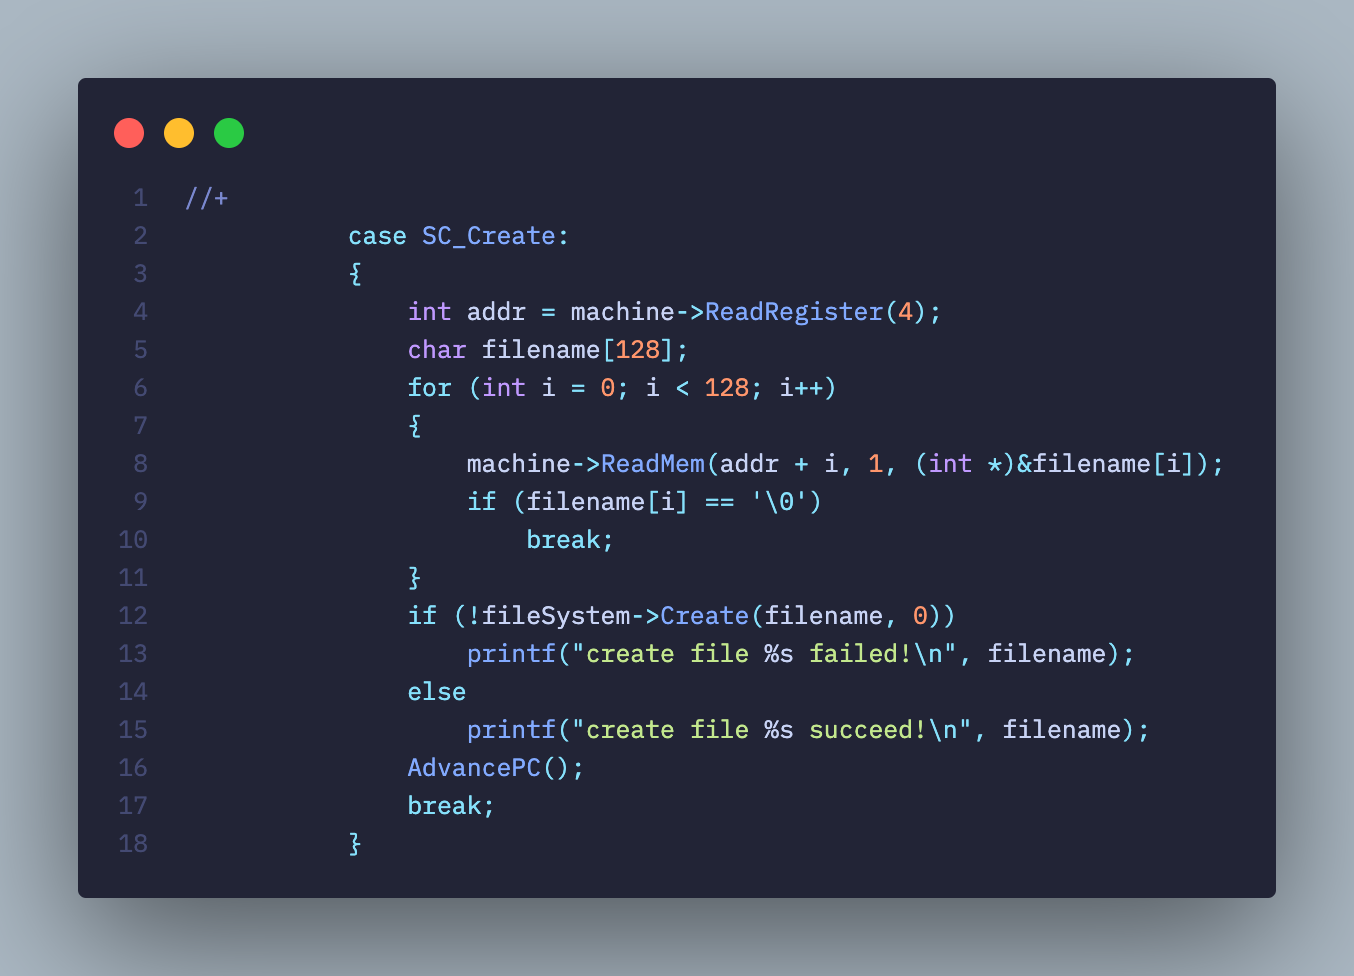 1 //+
2 case SC_Create:
3 {
4 int addr = machine->ReadRegister(4);
5 char filename[128];
6 for (int i = 0; i < 128; i++)
7 {
8 machine->ReadMem(addr + i, 1, (int *)&filename[i]);
9 if (filename[i] == '\0')
10 break;
11 }
12 if (!fileSystem->Create(filename, 0))
13 printf("create file %s failed!\n", filename);
14 else
15 printf("create file %s succeed!\n", filename);
16 AdvancePC();
17 break;
18 }